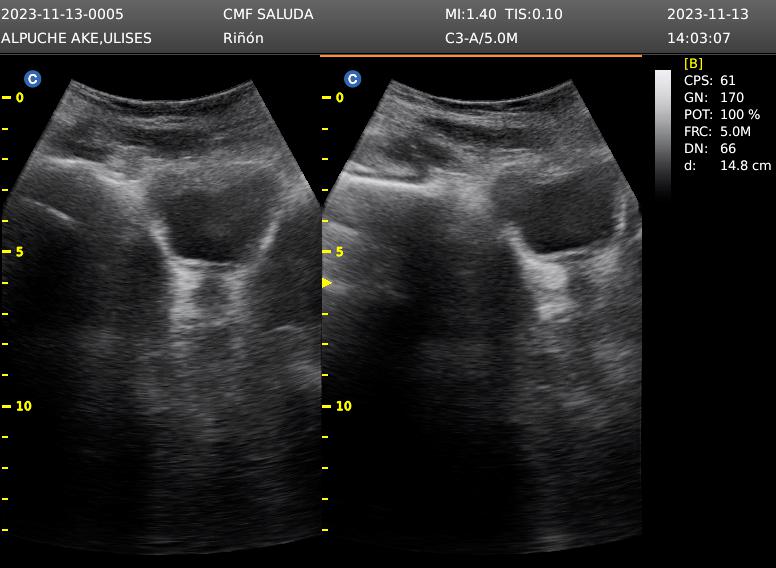 2023-11-13-0005 CMF SALUDA MI:1.40 TIS:0.10 2023-11-13
ALPUCHE AKE,ULISES Riñón C3-A/5.0M 14:03:07
C C [B]
0 0 CPS: 61
GN: 170
POT: 100 %
FRC: 5.0M
DN: 66
d: 14.8 cm
5 5
10 10